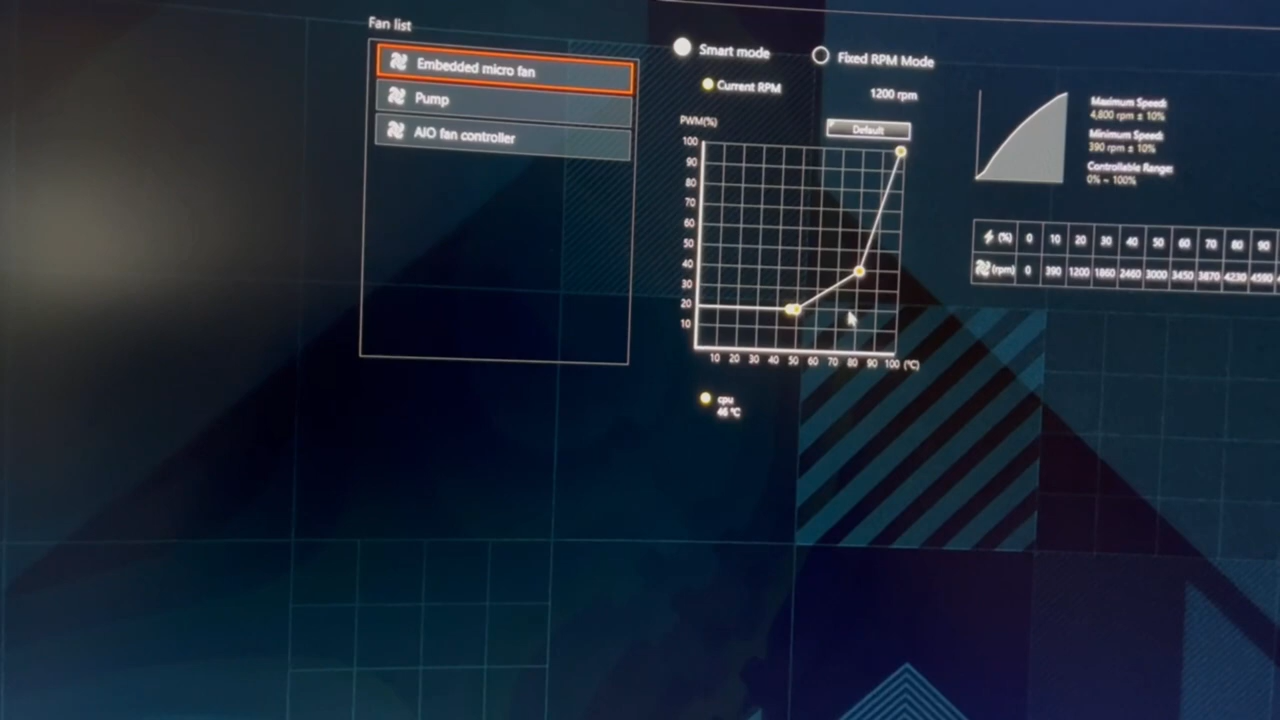 Fan list
Embedded micro fan
Pump
AIO fan controller
Smart mode
Fixed RPM Mode
Current RPM
1200 rpm
PWM(%)
Default
100
90
80
70
60
50
40
30
20
10
10 20 30 40 50 60 70 80 90 100 (°C)
cpu
46 °C
Maximum Speed:
4,800 rpm ± 10%
Minimum Speed:
390 rpm ± 10%
Controllable Range:
0% ~ 100%
(%) 0 10 20 30 40 50 60 70 80 90
(rpm) 0 390 1200 1860 2460 3000 3450 3870 4230 4590